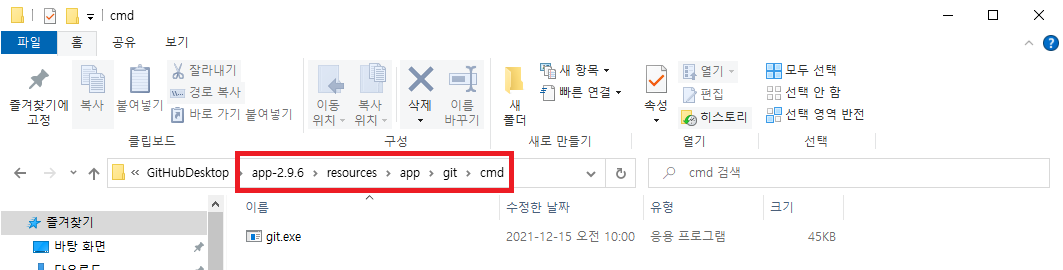 cmd
파일 홈 공유 보기
즐겨찾기에 고정
복사
붙여넣기
잘라내기
경로 복사
바로 가기 붙여넣기
클립보드
이동 위치
복사 위치
삭제
이름 바꾸기
구성
새 폴더
새 항목
빠른 연결
새로 만들기
속성
열기
편집
히스토리
열기
모두 선택
선택 안 함
선택 영역 반전
선택
« GitHubDesktop > app-2.9.6 > resources > app > git > cmd
cmd 검색
즐겨찾기
바탕 화면
다운로드
이름 수정한 날짜 유형 크기
git.exe 2021-12-15 오전 10:00 응용 프로그램 45KB